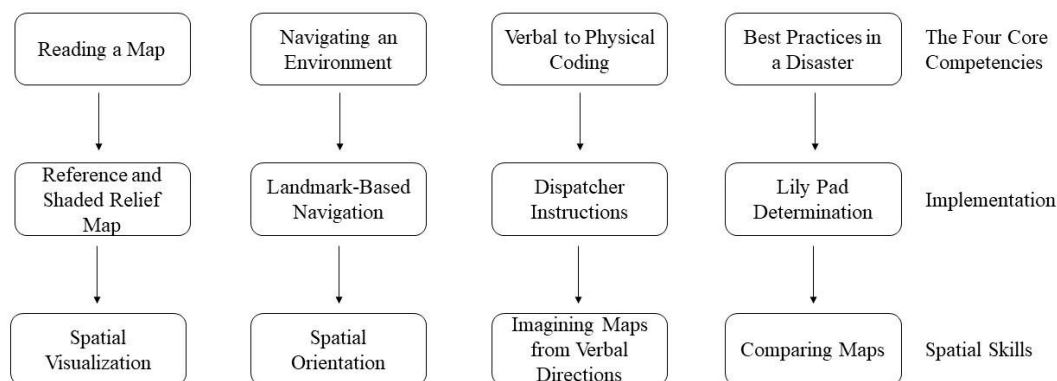 Reading a Map
Navigating an
Environment
Verbal to Physical
Coding
Best Practices in
a Disaster
The Four Core
Competencies
Reference and
Shaded Relief
Map
Landmark-Based
Navigation
Dispatcher
Instructions
Lily Pad
Determination
Implementation
Spatial
Visualization
Spatial
Orientation
Imagining Maps
from Verbal
Directions
Comparing Maps
Spatial Skills